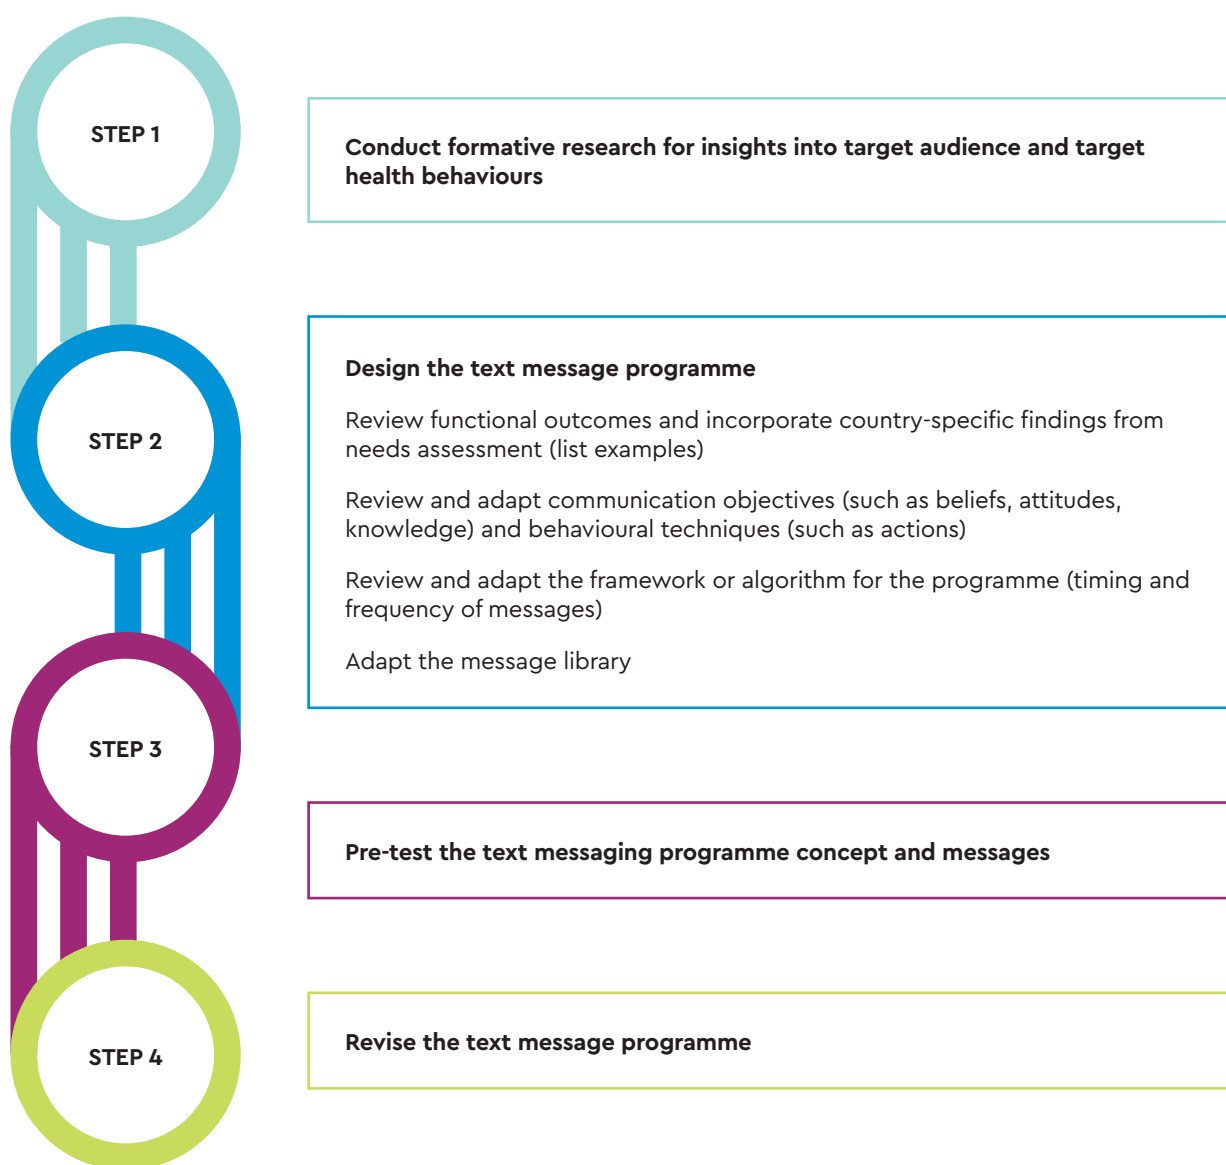 STEP 1
Conduct formative research for insights into target audience and target
health behaviours
STEP 2
Design the text message programme
Review functional outcomes and incorporate country-specific findings from
needs assessment (list examples)
Review and adapt communication objectives (such as beliefs, attitudes,
knowledge) and behavioural techniques (such as actions)
Review and adapt the framework or algorithm for the programme (timing and
frequency of messages)
Adapt the message library
STEP 3
Pre-test the text messaging programme concept and messages
STEP 4
Revise the text message programme